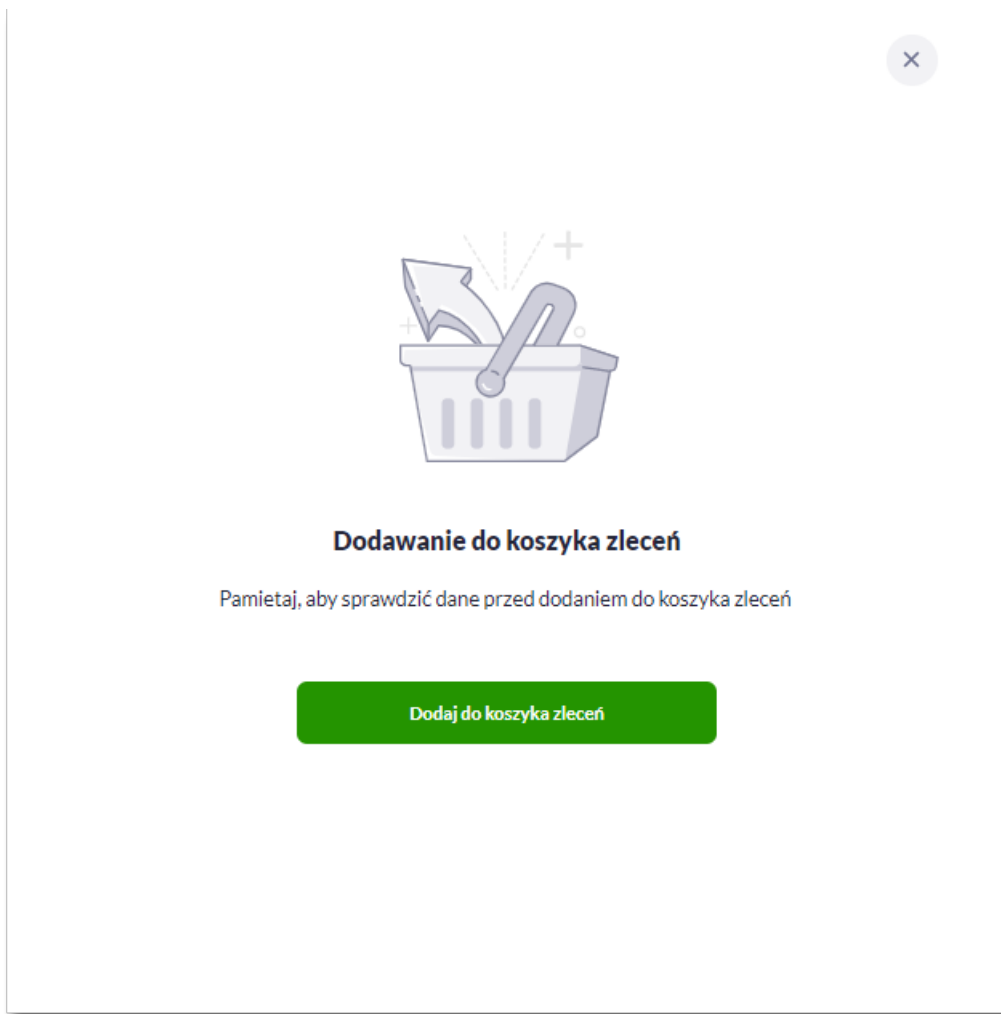 Dodawanie do koszyka zleceń
Pamietaj, aby sprawdzić dane przed dodaniem do koszyka zleceń
Dodaj do koszyka zleceń